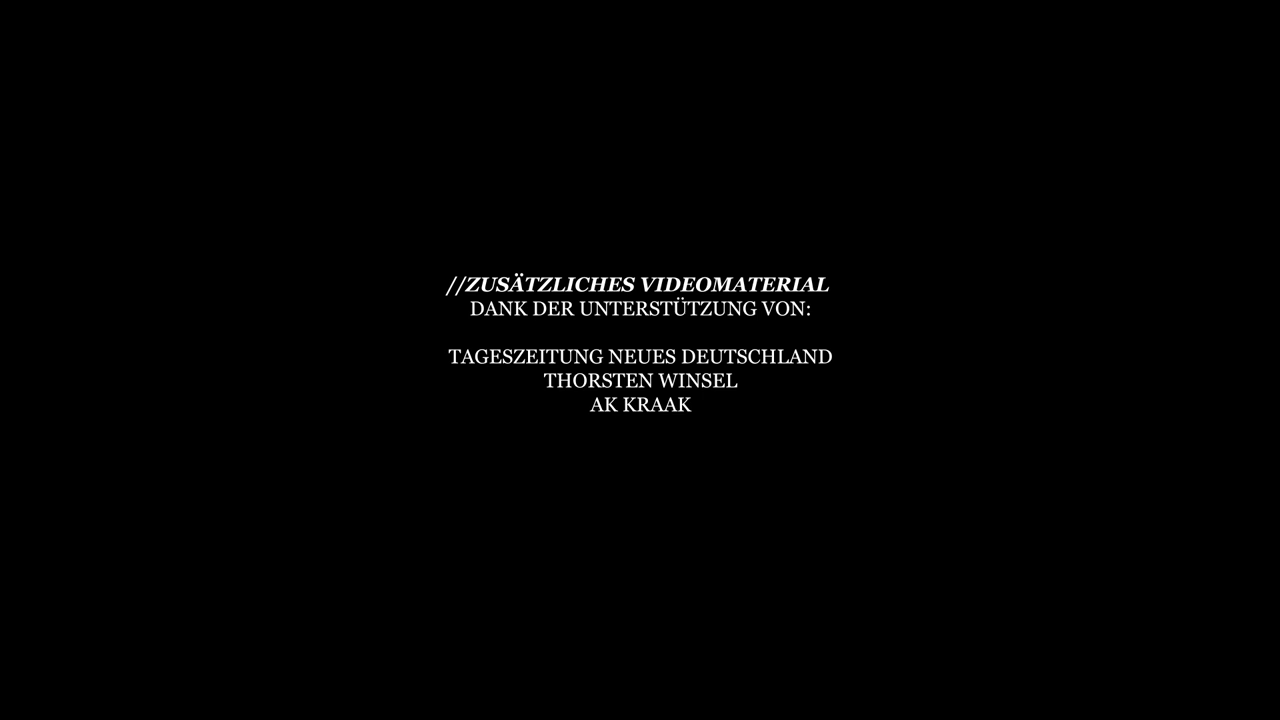 //ZUSÄTZLICHES VIDEOMATERIAL
DANK DER UNTERSTÜTZUNG VON:
TAGESZEITUNG NEUES DEUTSCHLAND
THORSTEN WINSEL
AK KRAAK